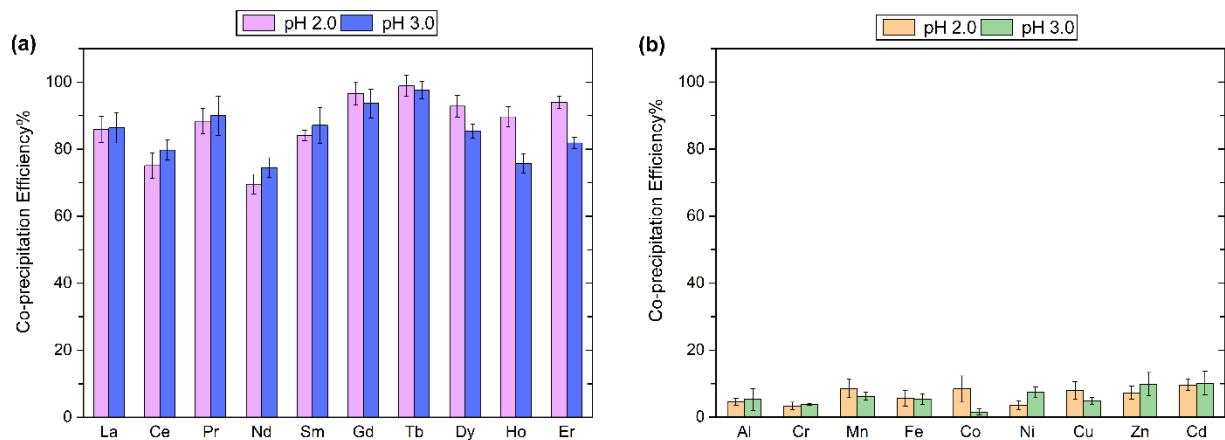 (a)
pH 2.0 pH 3.0
Co-precipitation Efficiency%
100
80
60
40
20
0
La Ce Pr Nd Sm Gd Tb Dy Ho Er
(b)
pH 2.0 pH 3.0
Co-precipitation Efficiency%
100
80
60
40
20
0
Al Cr Mn Fe Co Ni Cu Zn Cd